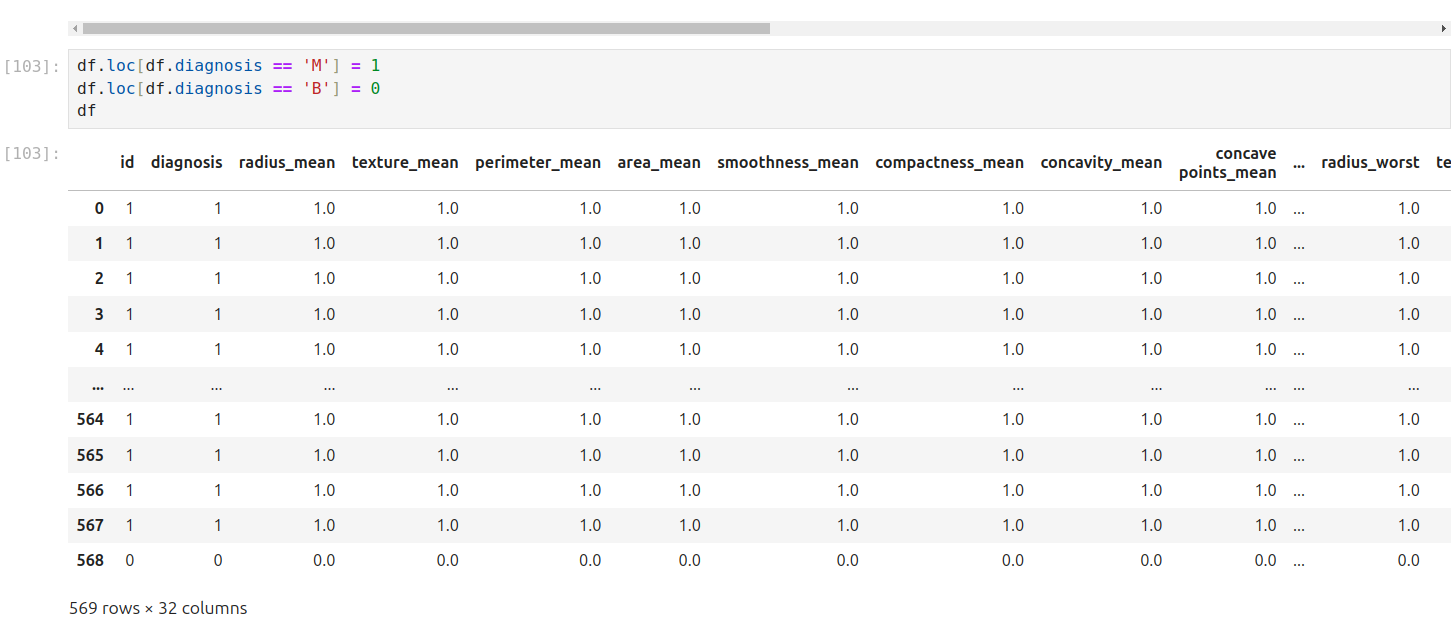 [103]: df.loc[df.diagnosis == 'M'] = 1
df.loc[df.diagnosis == 'B'] = 0
df
[103]: id diagnosis radius_mean texture_mean perimeter_mean area_mean smoothness_mean compactness_mean concavity_mean concave points_mean ... radius_worst te
0 1 1 1.0 1.0 1.0 1.0 1.0 1.0 1.0 1.0 ... 1.0
1 1 1 1.0 1.0 1.0 1.0 1.0 1.0 1.0 1.0 ... 1.0
2 1 1 1.0 1.0 1.0 1.0 1.0 1.0 1.0 1.0 ... 1.0
3 1 1 1.0 1.0 1.0 1.0 1.0 1.0 1.0 1.0 ... 1.0
4 1 1 1.0 1.0 1.0 1.0 1.0 1.0 1.0 1.0 ... 1.0
... ... ... ... ... ... ... ... ... ... ... ... ...
564 1 1 1.0 1.0 1.0 1.0 1.0 1.0 1.0 1.0 ... 1.0
565 1 1 1.0 1.0 1.0 1.0 1.0 1.0 1.0 1.0 ... 1.0
566 1 1 1.0 1.0 1.0 1.0 1.0 1.0 1.0 1.0 ... 1.0
567 1 1 1.0 1.0 1.0 1.0 1.0 1.0 1.0 1.0 ... 1.0
568 0 0 0.0 0.0 0.0 0.0 0.0 0.0 0.0 0.0 ... 0.0
569 rows × 32 columns